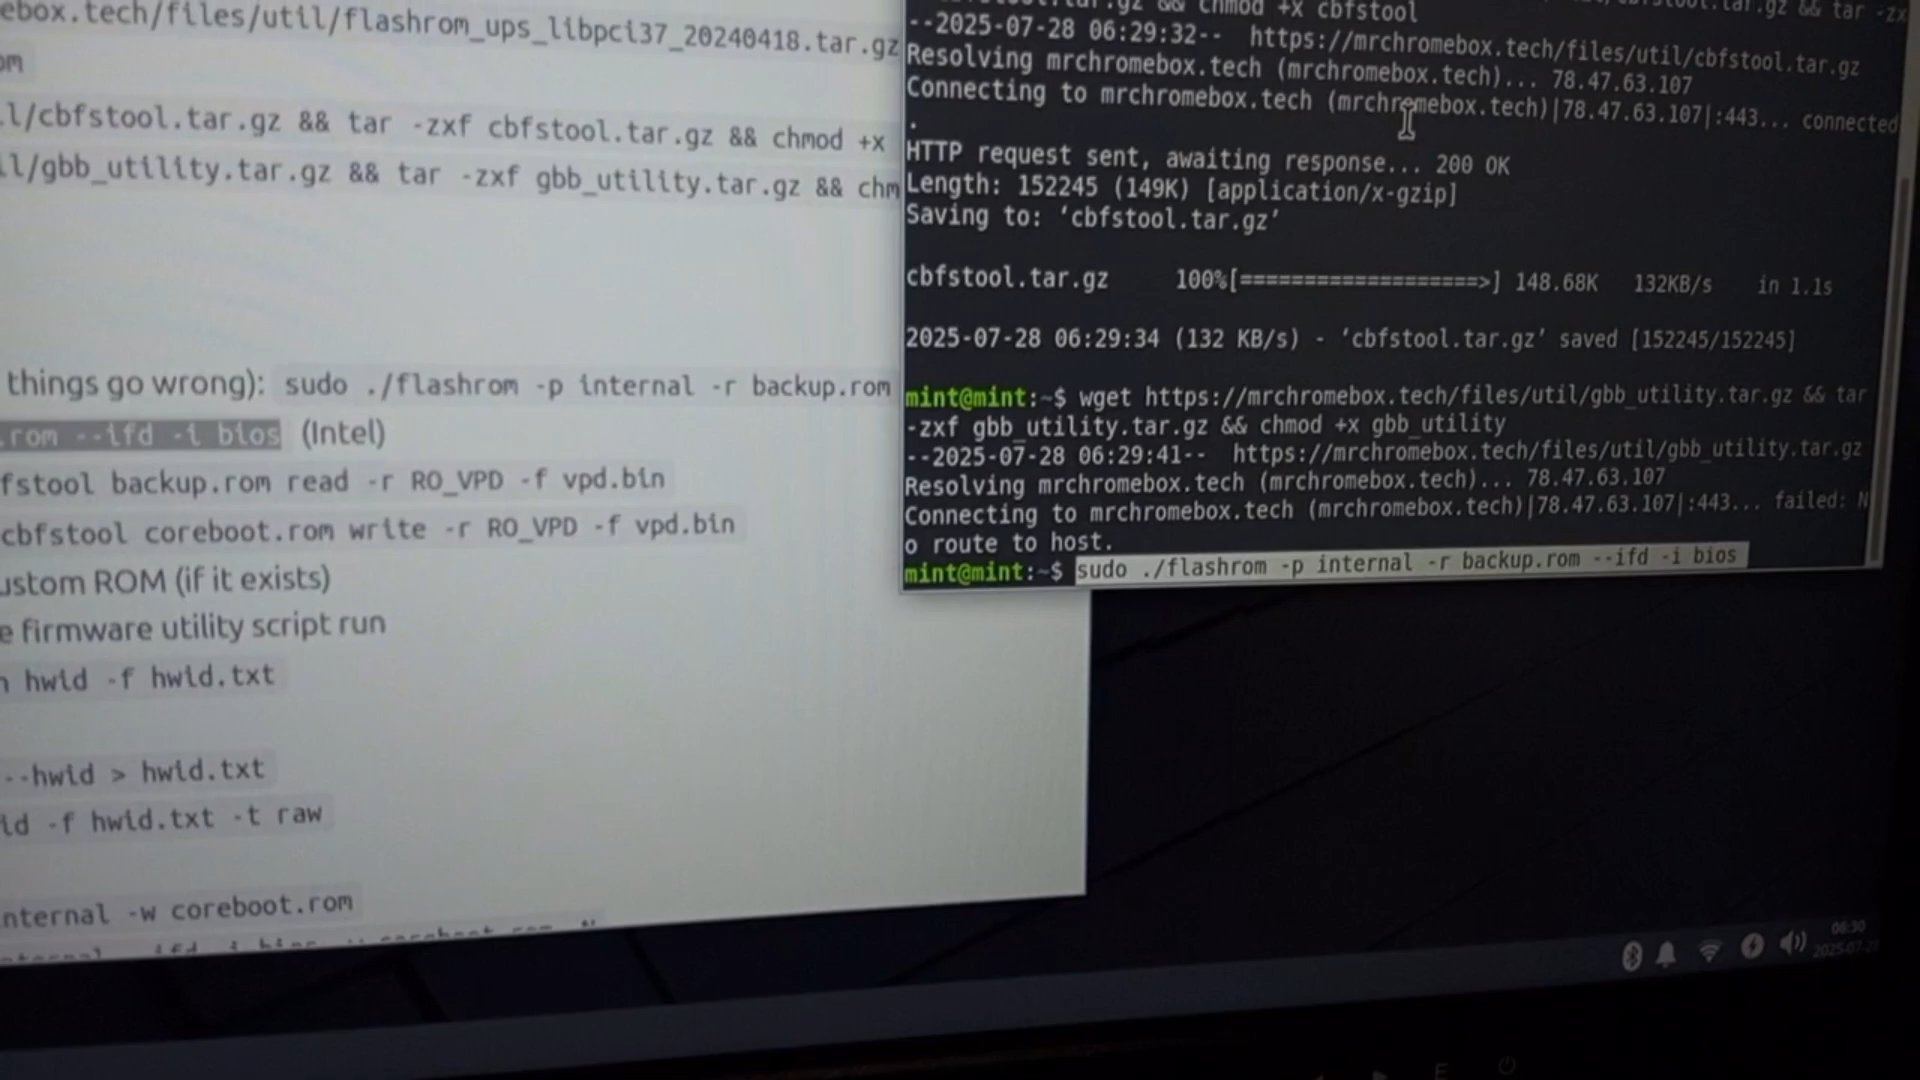 ebox.tech/files/util/flashrom_ups_libpci37_20240418.tar.gz
om
l/cbfstool.tar.gz && tar -zxf cbfstool.tar.gz && chmod +x
ll/gbb_utility.tar.gz && tar -zxf gbb_utility.tar.gz && chm
things go wrong): sudo ./flashrom -p internal -r backup.rom
.rom --ifd -i bios (Intel)
fstool backup.rom read -r RO_VPD -f vpd.bin
cbfstool coreboot.rom write -r RO_VPD -f vpd.bin
ustom ROM (if it exists)
e firmware utility script run
n hwid -f hwid.txt
--hwid > hwid.txt
id -f hwid.txt -t raw
nternal -w coreboot.rom
.tar.gz && chmod +x cbfstool
--2025-07-28 06:29:32-- https://mrchromebox.tech/files/util/cbfstool.tar.gz
Resolving mrchromebox.tech (mrchromebox.tech)... 78.47.63.107
Connecting to mrchromebox.tech (mrchromebox.tech)|78.47.63.107|:443... connected
.
HTTP request sent, awaiting response... 200 OK
Length: 152245 (149K) [application/x-gzip]
Saving to: ‘cbfstool.tar.gz’
cbfstool.tar.gz 100%[===================>] 148.68K 132KB/s in 1.1s
2025-07-28 06:29:34 (132 KB/s) - ‘cbfstool.tar.gz’ saved [152245/152245]
mint@mint:~$ wget https://mrchromebox.tech/files/util/gbb_utility.tar.gz && tar
-zxf gbb_utility.tar.gz && chmod +x gbb_utility
--2025-07-28 06:29:41-- https://mrchromebox.tech/files/util/gbb_utility.tar.gz
Resolving mrchromebox.tech (mrchromebox.tech)... 78.47.63.107
Connecting to mrchromebox.tech (mrchromebox.tech)|78.47.63.107|:443... failed: N
o route to host.
mint@mint:~$ sudo ./flashrom -p internal -r backup.rom --ifd -i bios
06:30